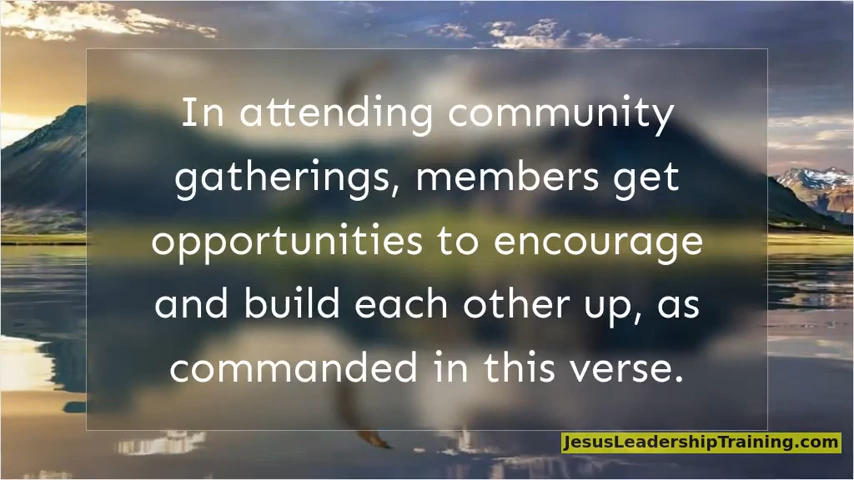 In attending community
gatherings, members get
opportunities to encourage
and build each other up, as
commanded in this verse.
JesusLeadershipTraining.com